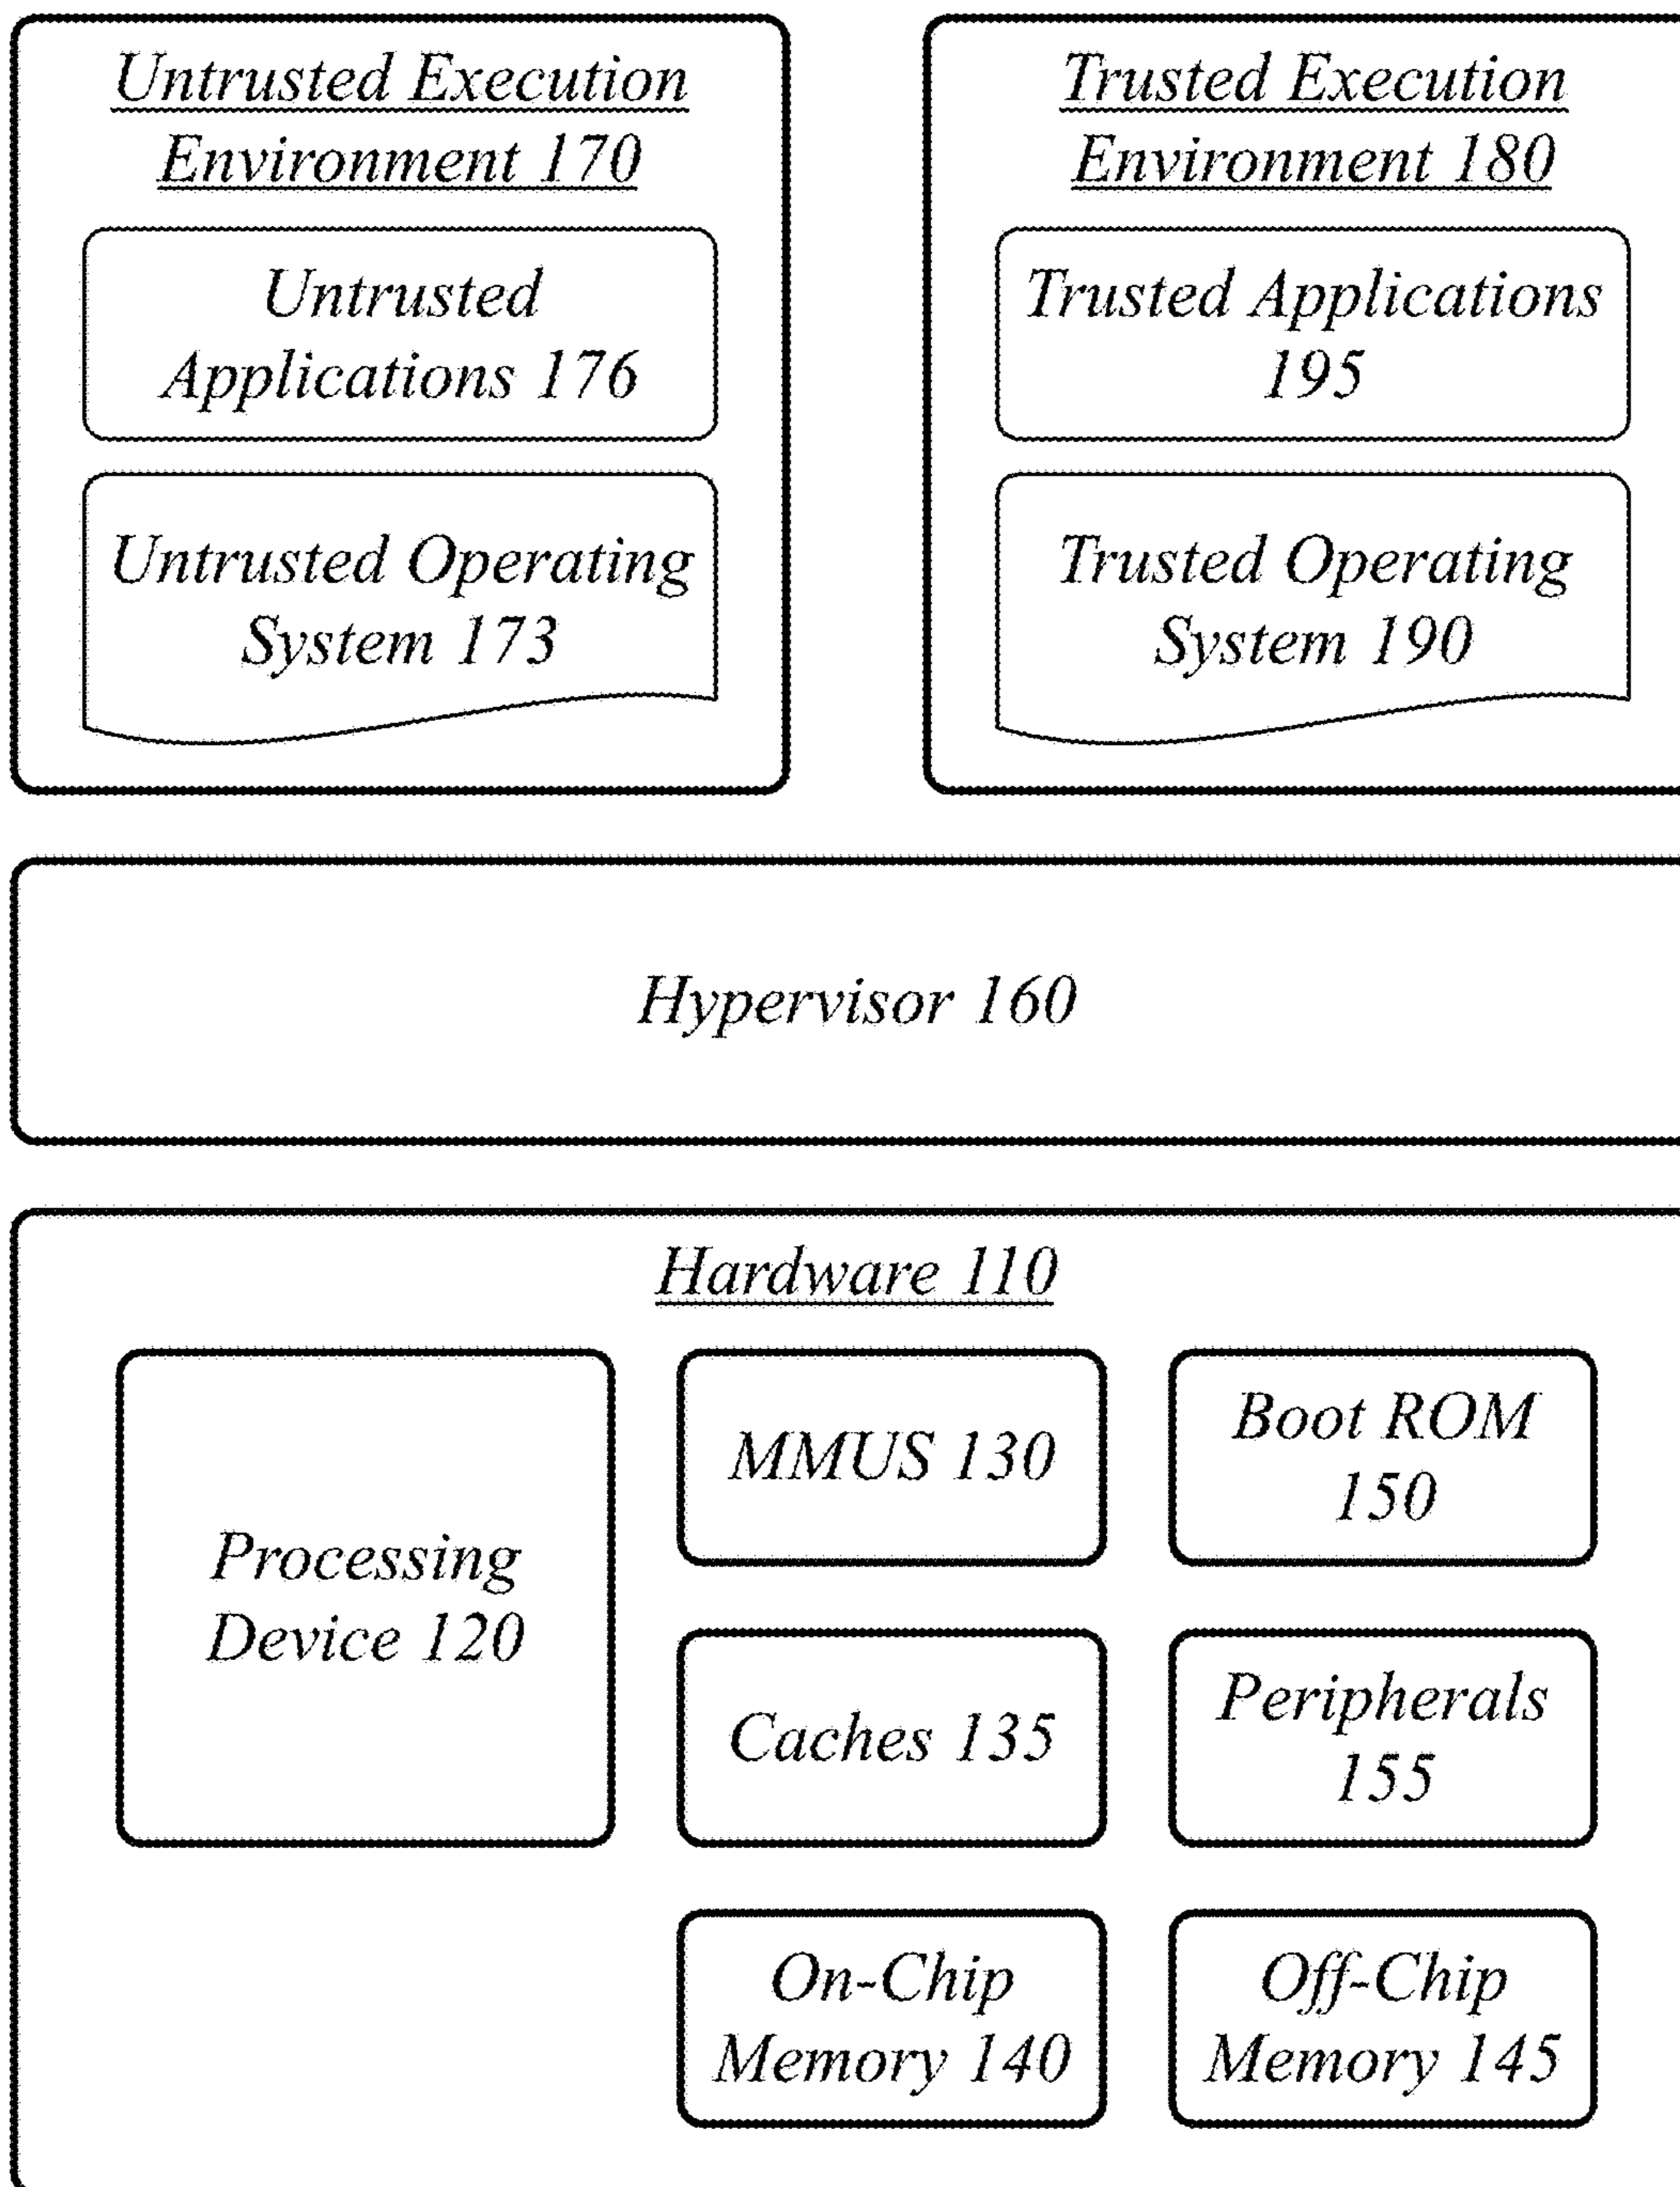 Untrusted Execution
Environment 170
Untrusted
Applications 176
Untrusted Operating
System 173
Trusted Execution
Environment 180
Trusted Applications
195
Trusted Operating
System 190
Hypervisor 160
Hardware 110
Processing
Device 120
MMUS 130
Boot ROM
150
Caches 135
Peripherals
155
On-Chip
Memory 140
Off-Chip
Memory 145